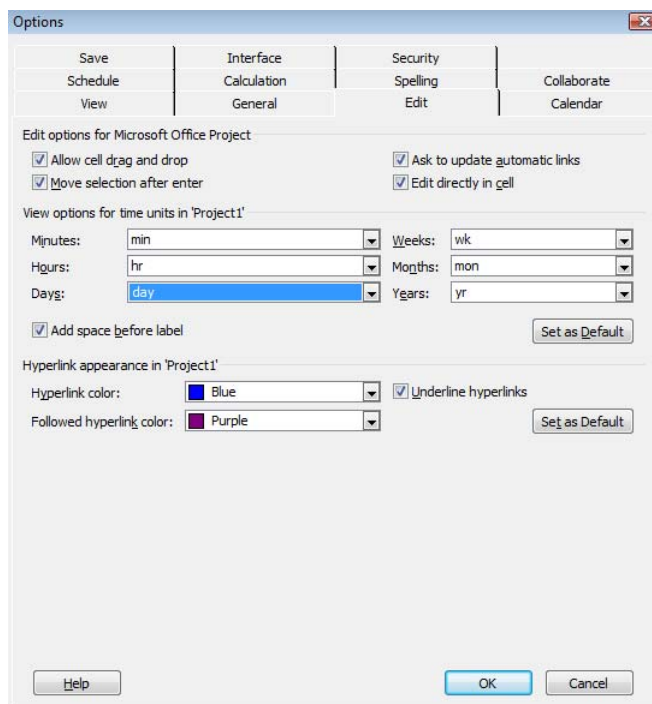 Options
Save Interface Security
Schedule Calculation Spelling Collaborate
View General Edit Calendar
Edit options for Microsoft Office Project
Allow cell drag and drop Ask to update automatic links
Move selection after enter Edit directly in cell
View options for time units in 'Project1'
Minutes: min Weeks: wk
Hours: hr Months: mon
Days: day Years: yr
Add space before label Set as Default
Hyperlink appearance in 'Project1'
Hyperlink color: Blue Underline hyperlinks
Followed hyperlink color: Purple Set as Default
Help OK Cancel